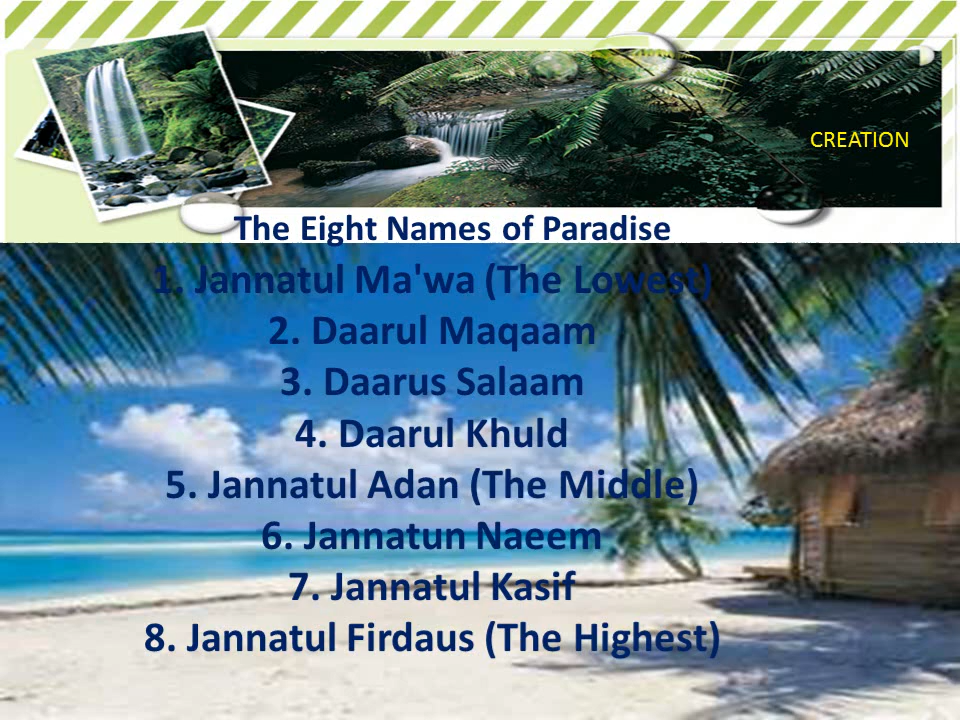 CREATION
The Eight Names of Paradise
1. Jannatul Ma'wa (The Lowest)
2. Daarul Maqaam
3. Daarus Salaam
4. Daarul Khuld
5. Jannatul Adan (The Middle)
6. Jannatun Naeem
7. Jannatul Kasif
8. Jannatul Firdaus (The Highest)